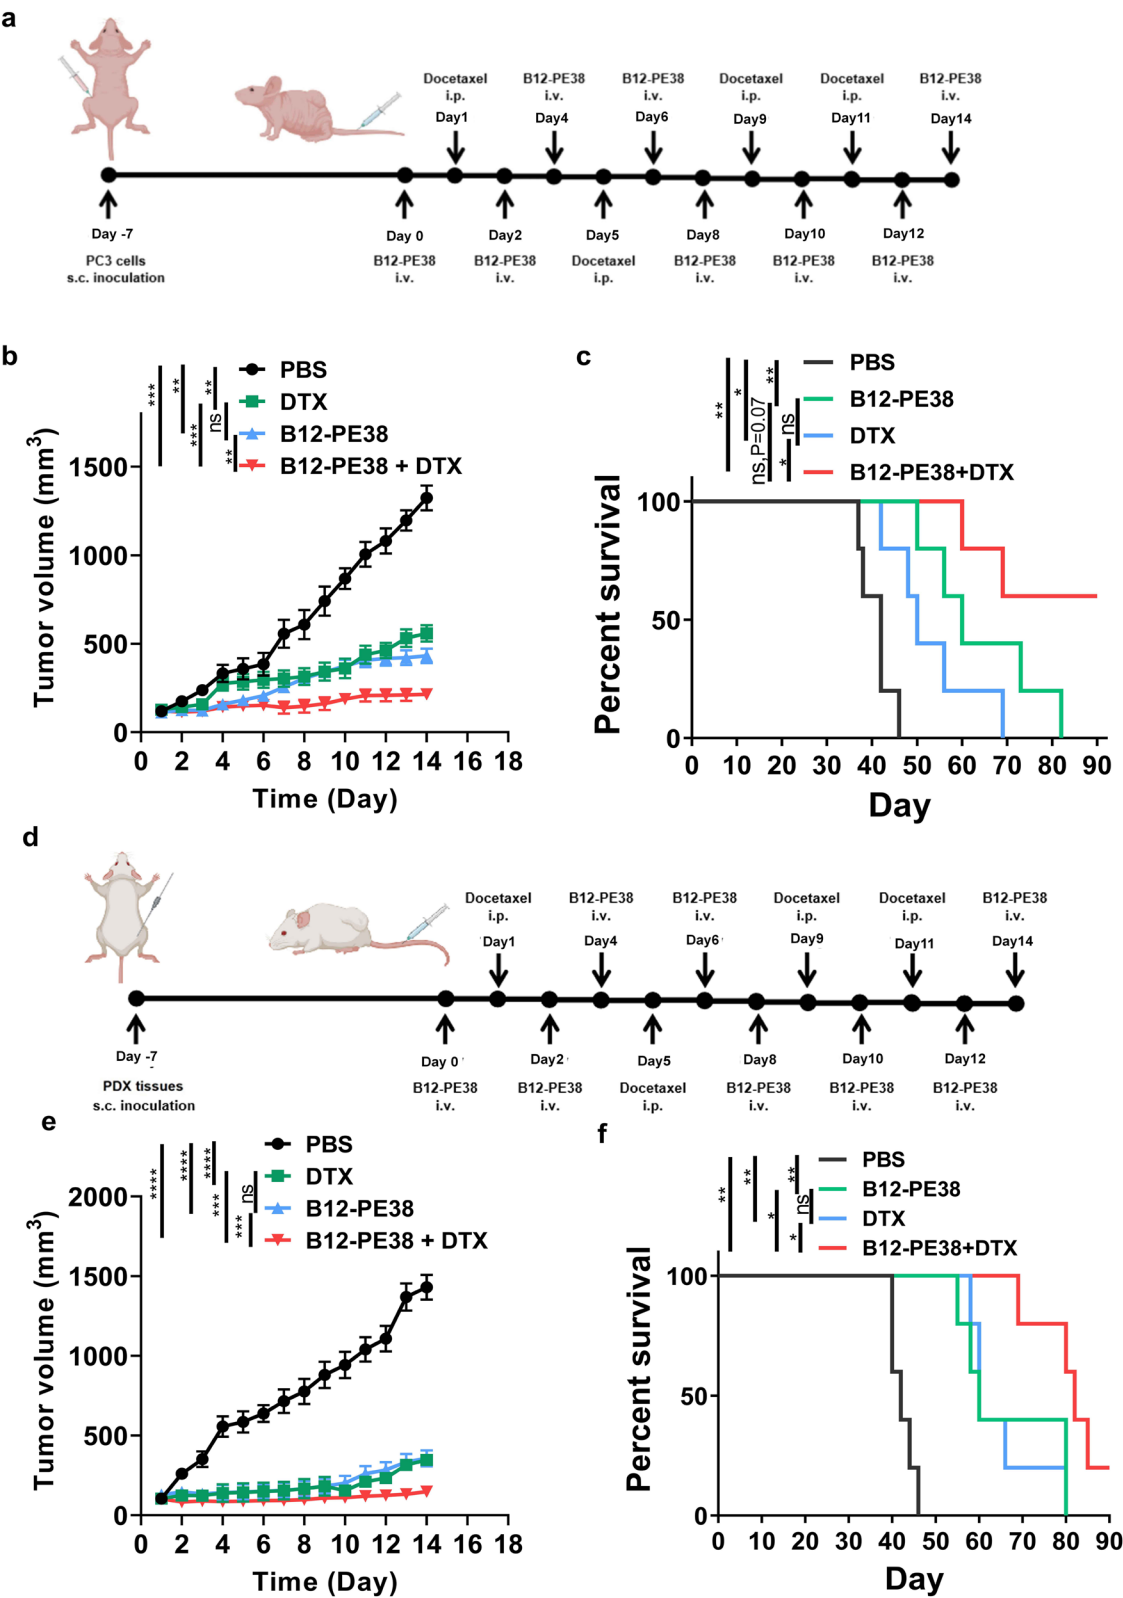 a
Docetaxel B12-PE38 B12-PE38 Docetaxel Docetaxel B12-PE38
i.p. i.v. i.v. i.p. i.p. i.v.
Day1 Day4 Day6 Day9 Day11 Day14
Day -7 Day 0 Day2 Day5 Day8 Day10 Day12
PC3 cells B12-PE38 B12-PE38 Docetaxel B12-PE38 B12-PE38 B12-PE38
s.c. inoculation i.v. i.v. i.p. i.v. i.v. i.v.
b
*** ** ** *** ns **
PBS
DTX
B12-PE38
B12-PE38 + DTX
Tumor volume (mm3)
1500
1000
500
0
0 2 4 6 8 10 12 14 16 18
Time (Day)
c
** * ** ns,P=0.07 ns *
PBS
B12-PE38
DTX
B12-PE38+DTX
Percent survival
100
50
0
0 10 20 30 40 50 60 70 80 90
Day
d
Docetaxel B12-PE38 B12-PE38 Docetaxel Docetaxel B12-PE38
i.p. i.v. i.v. i.p. i.p. i.v.
Day1 Day4 Day6 Day9 Day11 Day14
Day -7 Day 0 Day2 Day5 Day8 Day10 Day12
PDX tissues B12-PE38 B12-PE38 Docetaxel B12-PE38 B12-PE38 B12-PE38
s.c. inoculation i.v. i.v. i.p. i.v. i.v. i.v.
e
**** **** **** *** *** ns
PBS
DTX
B12-PE38
B12-PE38 + DTX
Tumor volume (mm3)
2000
1500
1000
500
0
0 2 4 6 8 10 12 14 16 18
Time (Day)
f
** ** * ** * ns
PBS
B12-PE38
DTX
B12-PE38+DTX
Percent survival
100
50
0
0 10 20 30 40 50 60 70 80 90
Day